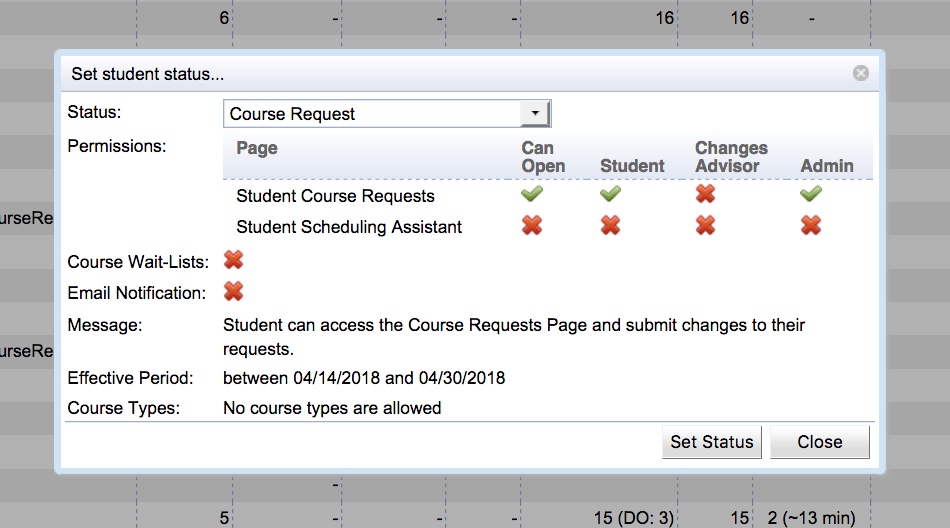 6 - - - 16 16 -
Set student status...
Status: Course Request
Permissions: Page Can Open Student Changes Advisor Admin
Student Course Requests
urseRe
Student Scheduling Assistant
Course Wait-Lists:
Email Notification:
Message: Student can access the Course Requests Page and submit changes to their
requests.
urseRe
Effective Period: between 04/14/2018 and 04/30/2018
Course Types: No course types are allowed
Set Status Close
-
5 - - - 15 (DO: 3) 15 2 (~13 min)